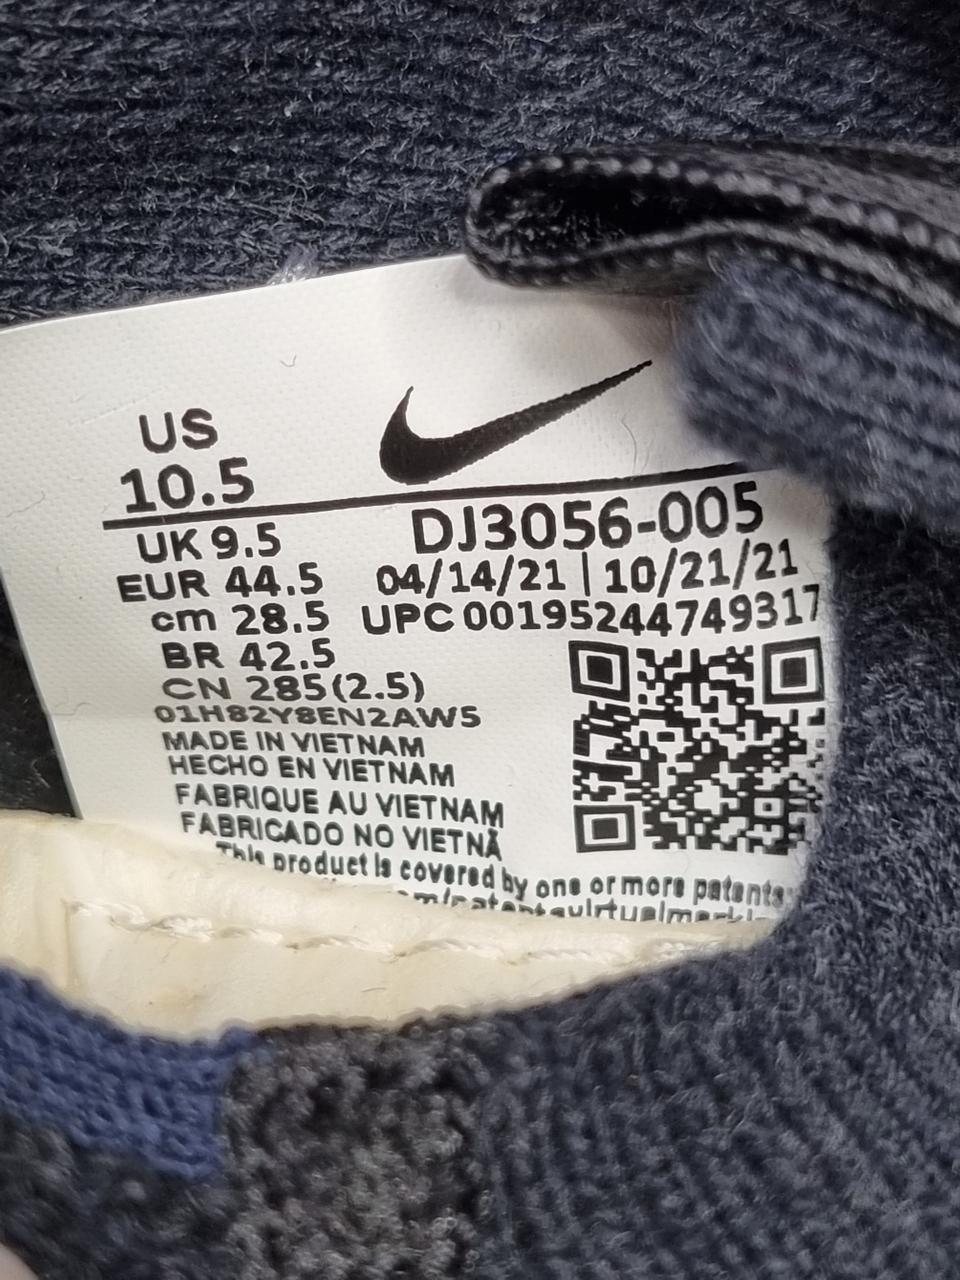 US
10.5
UK 9.5
EUR 44.5
cm 28.5
BR 42.5
CN 285(2.5)
01H82Y8EN2AW5
MADE IN VIETNAM
HECHO EN VIETNAM
FABRIQUE AU VIETNAM
FABRICADO NO VIETNÃ
DJ3056-005
04/14/21 | 10/21/21
UPC 00195244749317
This product is covered by one or more patents